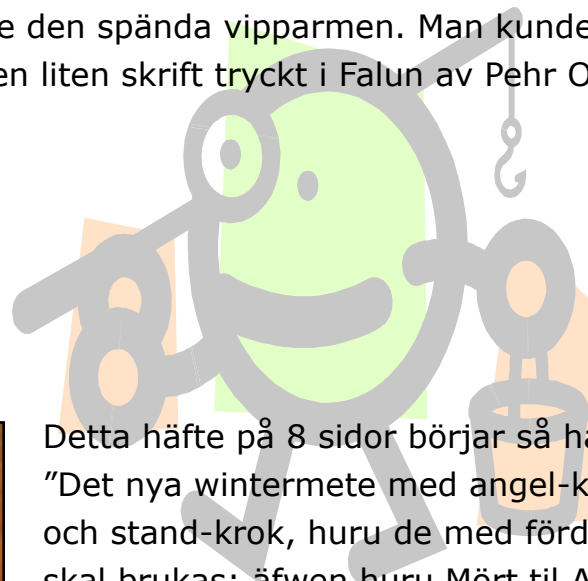 e den spända vipparmen. Man kunde
en liten skrift tryckt i Falun av Pehr O
Detta häfte på 8 sidor börjar så hä
”Det nya wintermete med angel-k
och stand-krok, huru de med förd
skal brukas; äfwen huru Mört til A